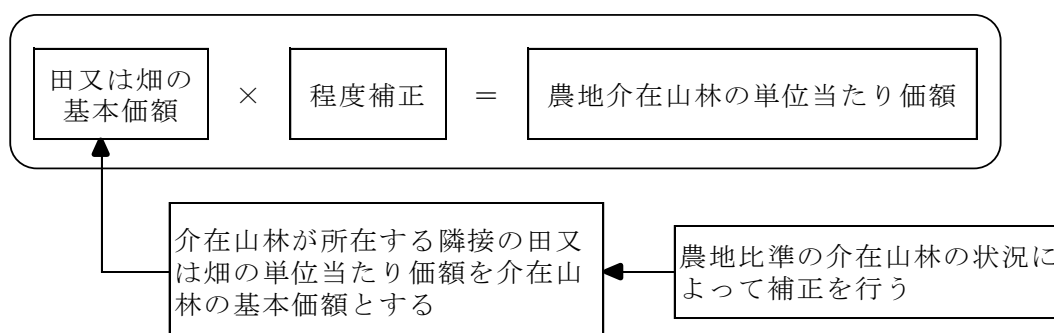 田又は畑の
基本価額
×
程度補正
＝
農地介在山林の単位当たり価額
介在山林が所在する隣接の田又
は畑の単位当たり価額を介在山
林の基本価額とする
農地比準の介在山林の状況に
よって補正を行う